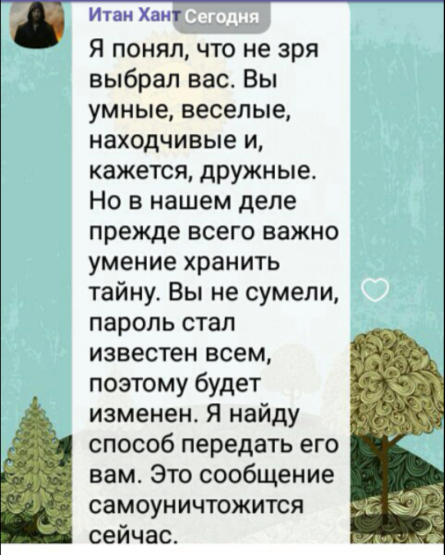 Итан Хант Сегодня
Я понял, что не зря
выбрал вас. Вы
умные, веселые,
находчивые и,
кажется, дружные.
Но в нашем деле
прежде всего важно
умение хранить
тайну. Вы не сумели,
пароль стал
известен всем,
поэтому будет
изменен. Я найду
способ передать его
вам. Это сообщение
самоуничтожится
сейчас.